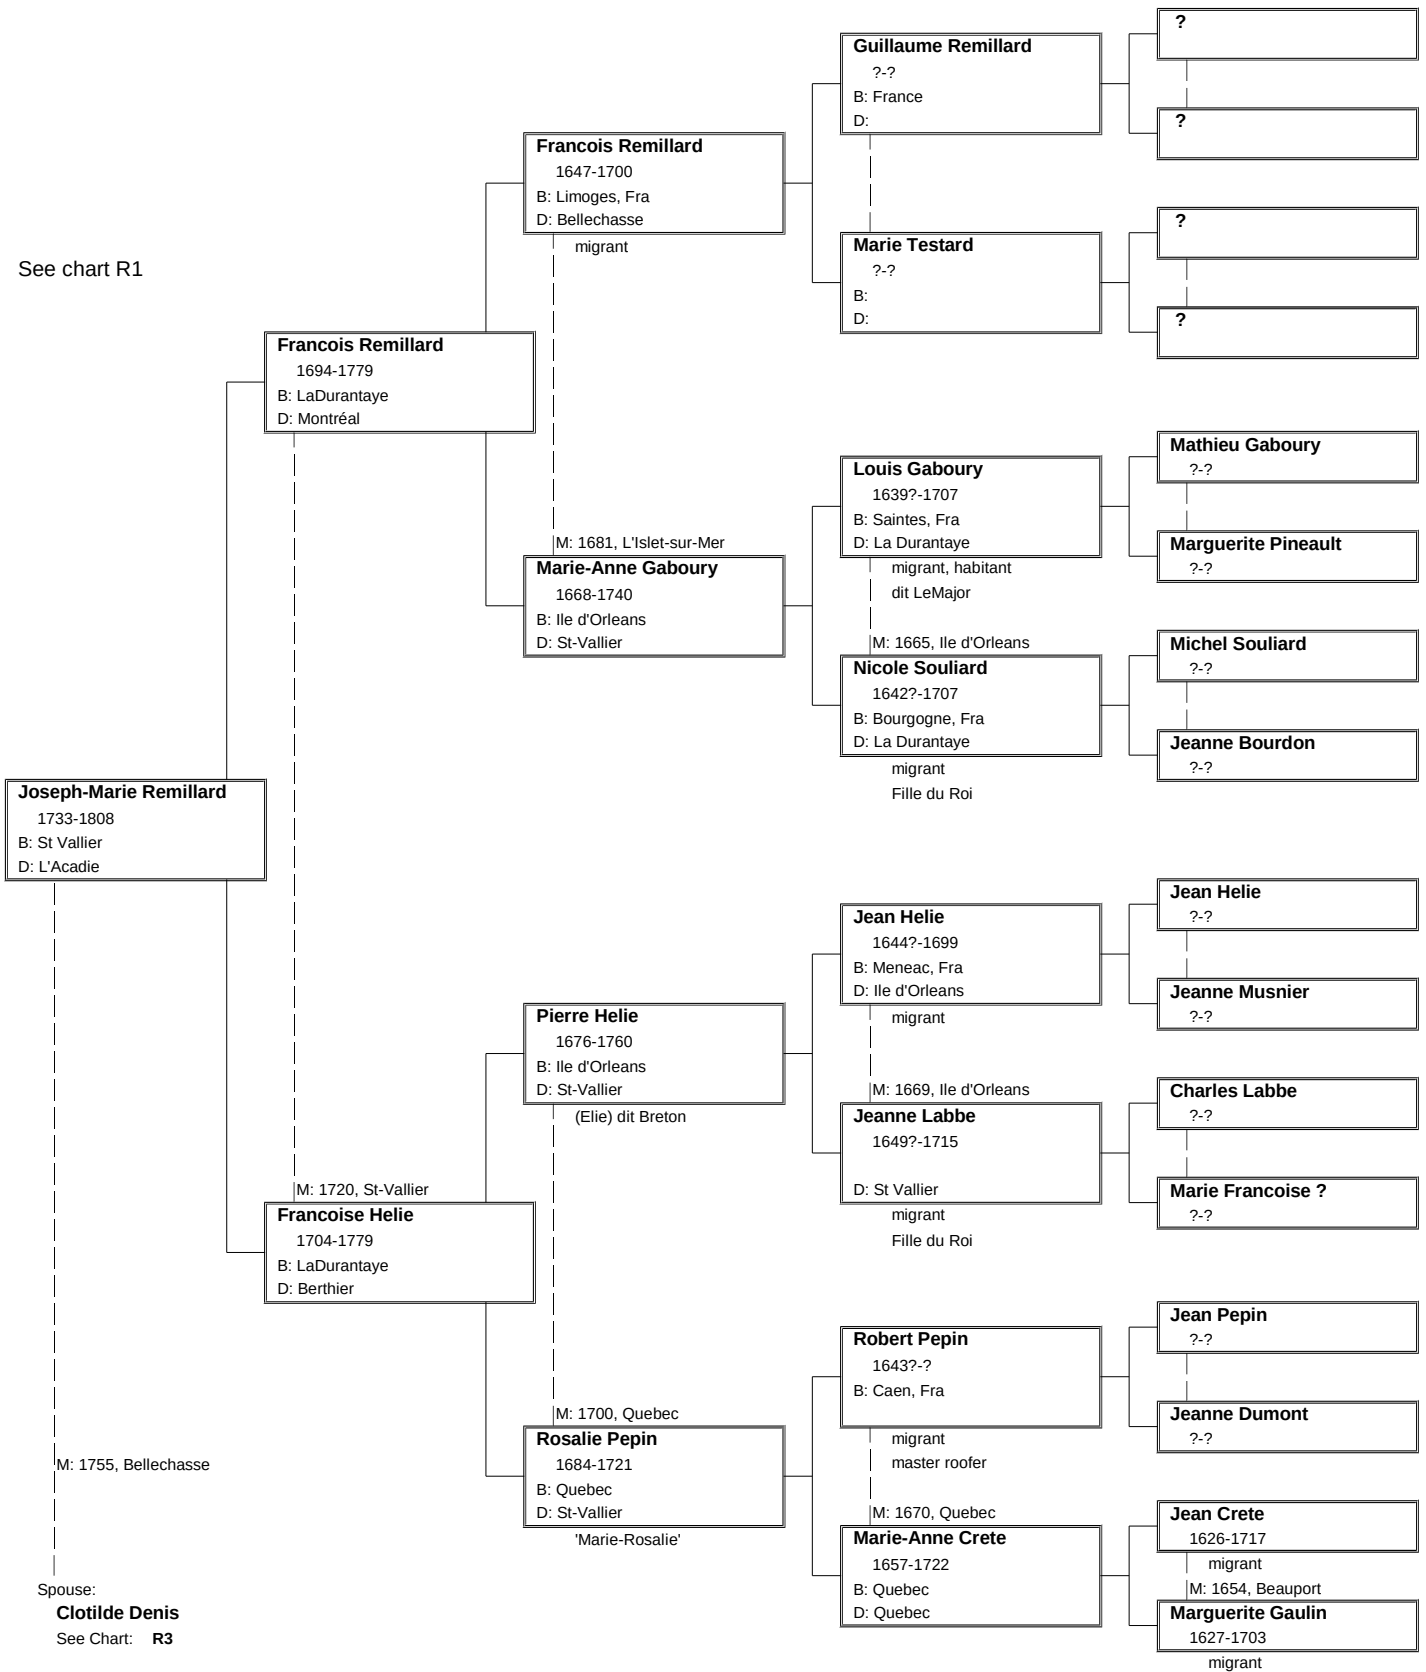 See chart R1
Joseph-Marie Remillard
1733-1808
B: St Vallier
D: L'Acadie
M: 1755, Bellechasse
Spouse:
Clotilde Denis
See Chart: R3
Francois Remillard
1694-1779
B: LaDurantaye
D: Montréal
M: 1720, St-Vallier
Francoise Helie
1704-1779
B: LaDurantaye
D: Berthier
Francois Remillard
1647-1700
B: Limoges, Fra
D: Bellechasse
migrant
M: 1681, L'Islet-sur-Mer
Marie-Anne Gaboury
1668-1740
B: Ile d'Orleans
D: St-Vallier
Pierre Helie
1676-1760
B: Ile d'Orleans
D: St-Vallier
(Elie) dit Breton
M: 1700, Quebec
Rosalie Pepin
1684-1721
B: Quebec
D: St-Vallier
'Marie-Rosalie'
Guillaume Remillard
?-?
B: France
D:
Marie Testard
?-?
B:
D:
Louis Gaboury
1639?-1707
B: Saintes, Fra
D: La Durantaye
migrant, habitant
dit LeMajor
M: 1665, Ile d'Orleans
Nicole Souliard
1642?-1707
B: Bourgogne, Fra
D: La Durantaye
migrant
Fille du Roi
Jean Helie
1644?-1699
B: Meneac, Fra
D: Ile d'Orleans
migrant
M: 1669, Ile d'Orleans
Jeanne Labbe
1649?-1715
D: St Vallier
migrant
Fille du Roi
Robert Pepin
1643?-?
B: Caen, Fra
migrant
master roofer
M: 1670, Quebec
Marie-Anne Crete
1657-1722
B: Quebec
D: Quebec
?
?
?
?
Mathieu Gaboury
?-?
Marguerite Pineault
?-?
Michel Souliard
?-?
Jeanne Bourdon
?-?
Jean Helie
?-?
Jeanne Musnier
?-?
Charles Labbe
?-?
Marie Francoise ?
?-?
Jean Pepin
?-?
Jeanne Dumont
?-?
Jean Crete
1626-1717
migrant
M: 1654, Beauport
Marguerite Gaulin
1627-1703
migrant